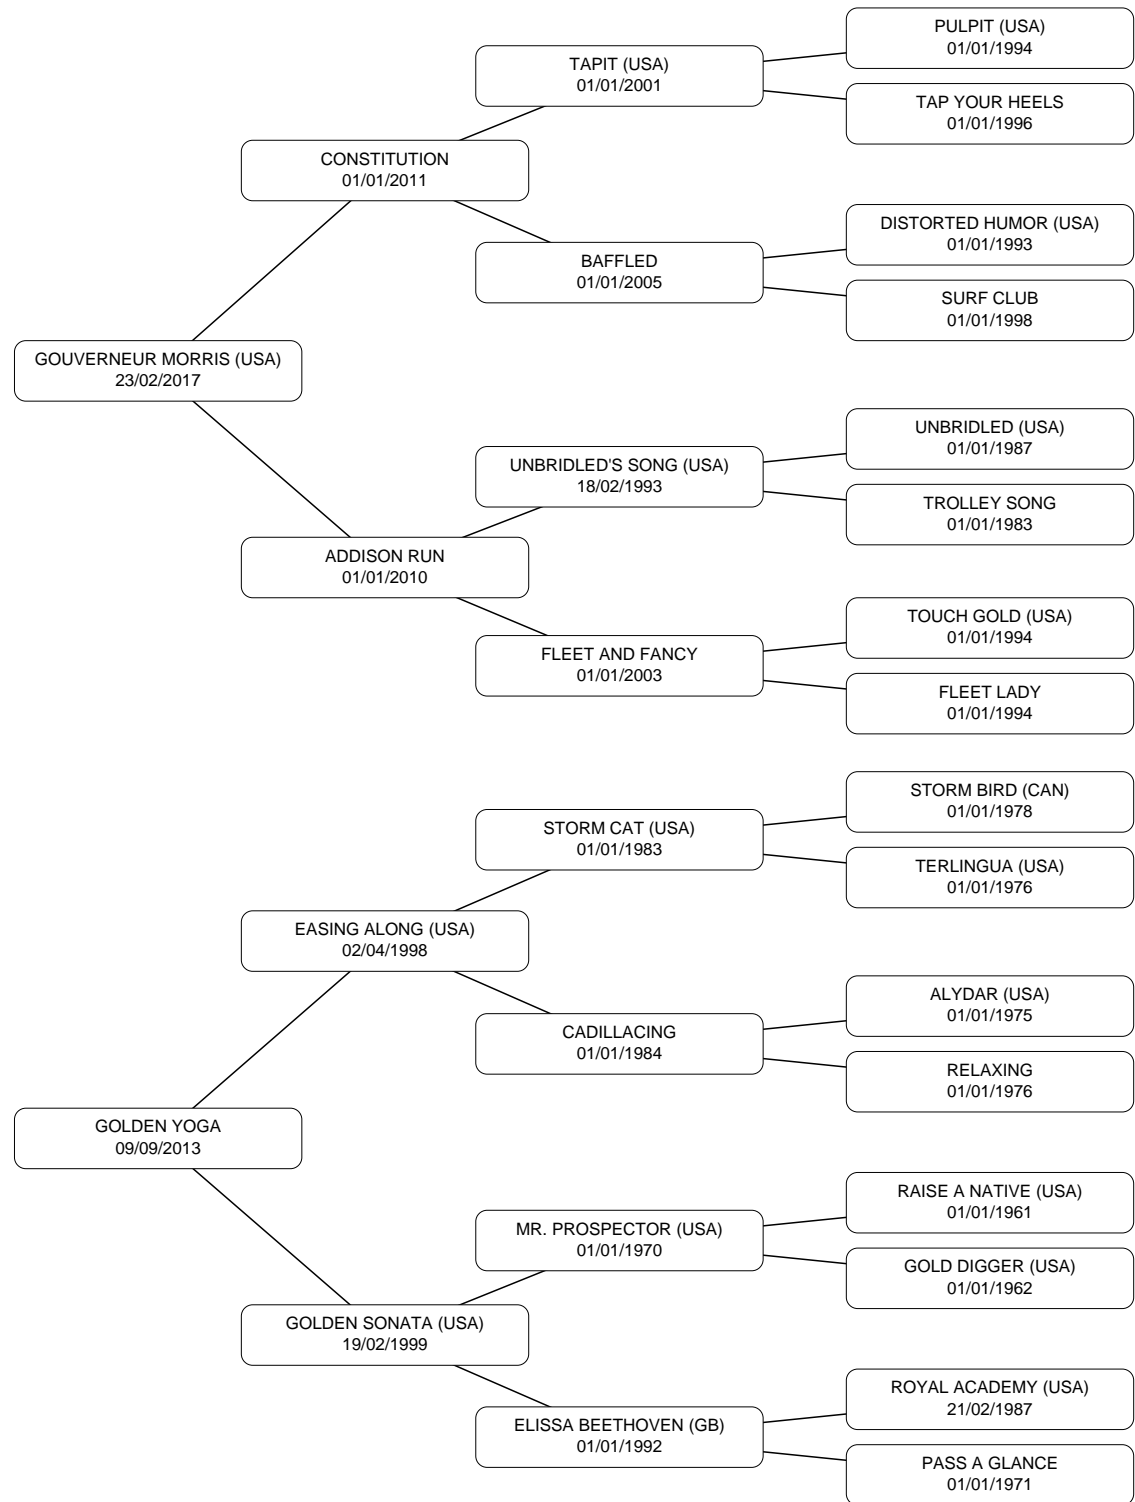 PULPIT (USA)
01/01/1994
TAPIT (USA)
01/01/2001
TAP YOUR HEELS
01/01/1996
CONSTITUTION
01/01/2011
DISTORTED HUMOR (USA)
01/01/1993
BAFFLED
01/01/2005
SURF CLUB
01/01/1998
GOUVERNEUR MORRIS (USA)
23/02/2017
UNBRIDLED (USA)
01/01/1987
UNBRIDLED'S SONG (USA)
18/02/1993
TROLLEY SONG
01/01/1983
ADDISON RUN
01/01/2010
TOUCH GOLD (USA)
01/01/1994
FLEET AND FANCY
01/01/2003
FLEET LADY
01/01/1994
STORM BIRD (CAN)
01/01/1978
STORM CAT (USA)
01/01/1983
TERLINGUA (USA)
01/01/1976
EASING ALONG (USA)
02/04/1998
ALYDAR (USA)
01/01/1975
CADILLACING
01/01/1984
RELAXING
01/01/1976
GOLDEN YOGA
09/09/2013
RAISE A NATIVE (USA)
01/01/1961
MR. PROSPECTOR (USA)
01/01/1970
GOLD DIGGER (USA)
01/01/1962
GOLDEN SONATA (USA)
19/02/1999
ROYAL ACADEMY (USA)
21/02/1987
ELISSA BEETHOVEN (GB)
01/01/1992
PASS A GLANCE
01/01/1971